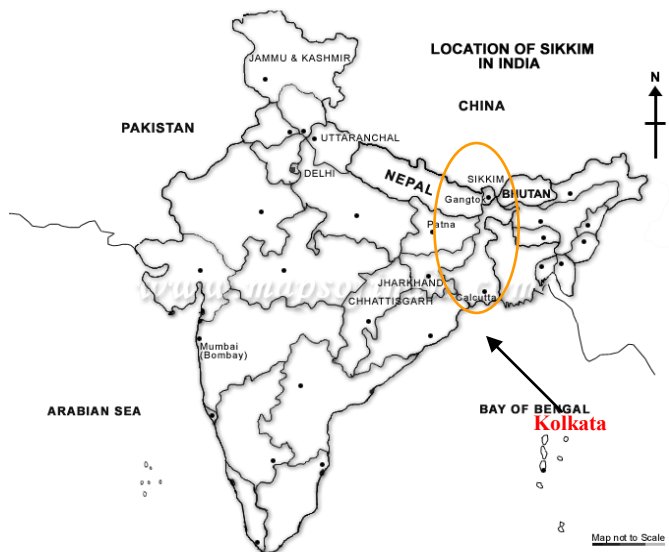 LOCATION OF SIKKIM
IN INDIA
JAMMU & KASHMIR
N
CHINA
PAKISTAN
UTTARANCHAL
DELHI
NEPAL
SIKKIM
BHUTAN
Gangto
Patna
JHARKHAND
CHHATTISGARH
Calcutta
Mumbai
(Bombay)
ARABIAN SEA
BAY OF BENGAL
Kolkata
Map not to Scale